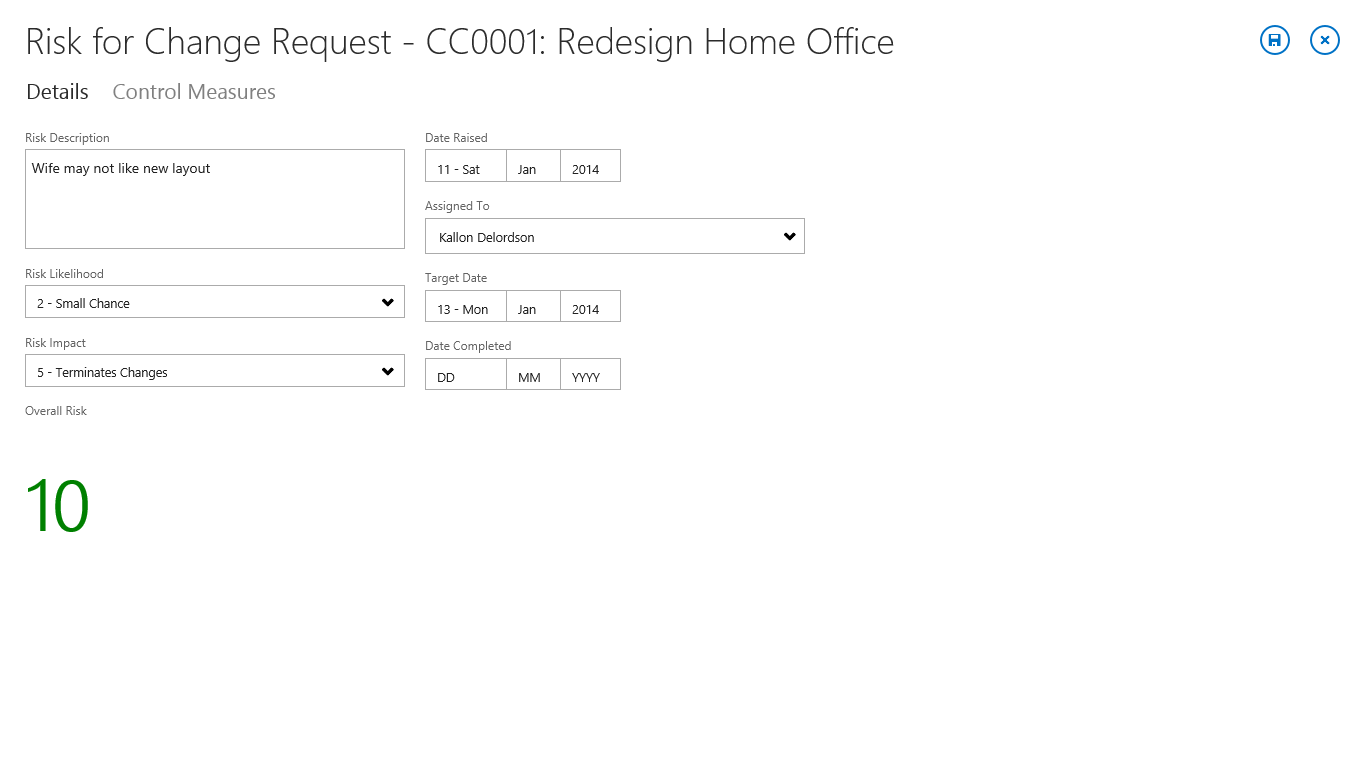 Risk for Change Request - CC0001: Redesign Home Office
Details Control Measures
Risk Description
Wife may not like new layout
Risk Likelihood
2 - Small Chance
Risk Impact
5 - Terminates Changes
Overall Risk
10
Date Raised
11 - Sat Jan 2014
Assigned To
Kallon Delordson
Target Date
13 - Mon Jan 2014
Date Completed
DD MM YYYY